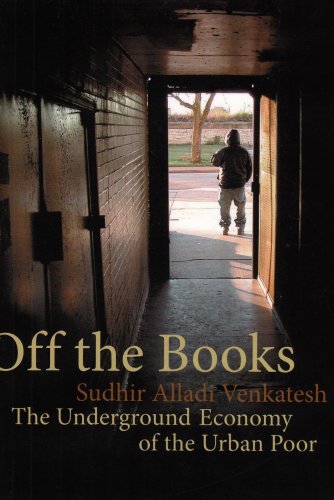 Off the Books
Sudhir Alladi Venkatesh
The Underground Economy
of the Urban Poor